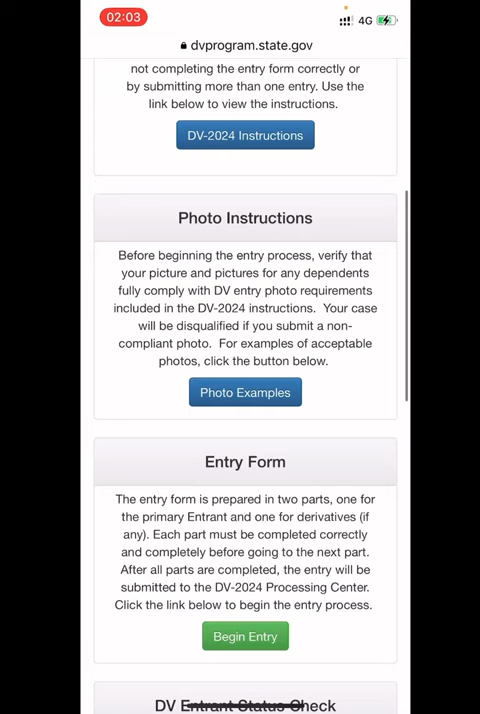 02:03
4G
dvprogram.state.gov
not completing the entry form correctly or
by submitting more than one entry. Use the
link below to view the instructions.
DV-2024 Instructions
Photo Instructions
Before beginning the entry process, verify that
your picture and pictures for any dependents
fully comply with DV entry photo requirements
included in the DV-2024 instructions.  Your case
will be disqualified if you submit a non-
compliant photo.  For examples of acceptable
photos, click the button below.
Photo Examples
Entry Form
The entry form is prepared in two parts, one for
the primary Entrant and one for derivatives (if
any). Each part must be completed correctly
and completely before going to the next part.
After all parts are completed, the entry will be
submitted to the DV-2024 Processing Center.
Click the link below to begin the entry process.
Begin Entry
DV Entrant Status Check